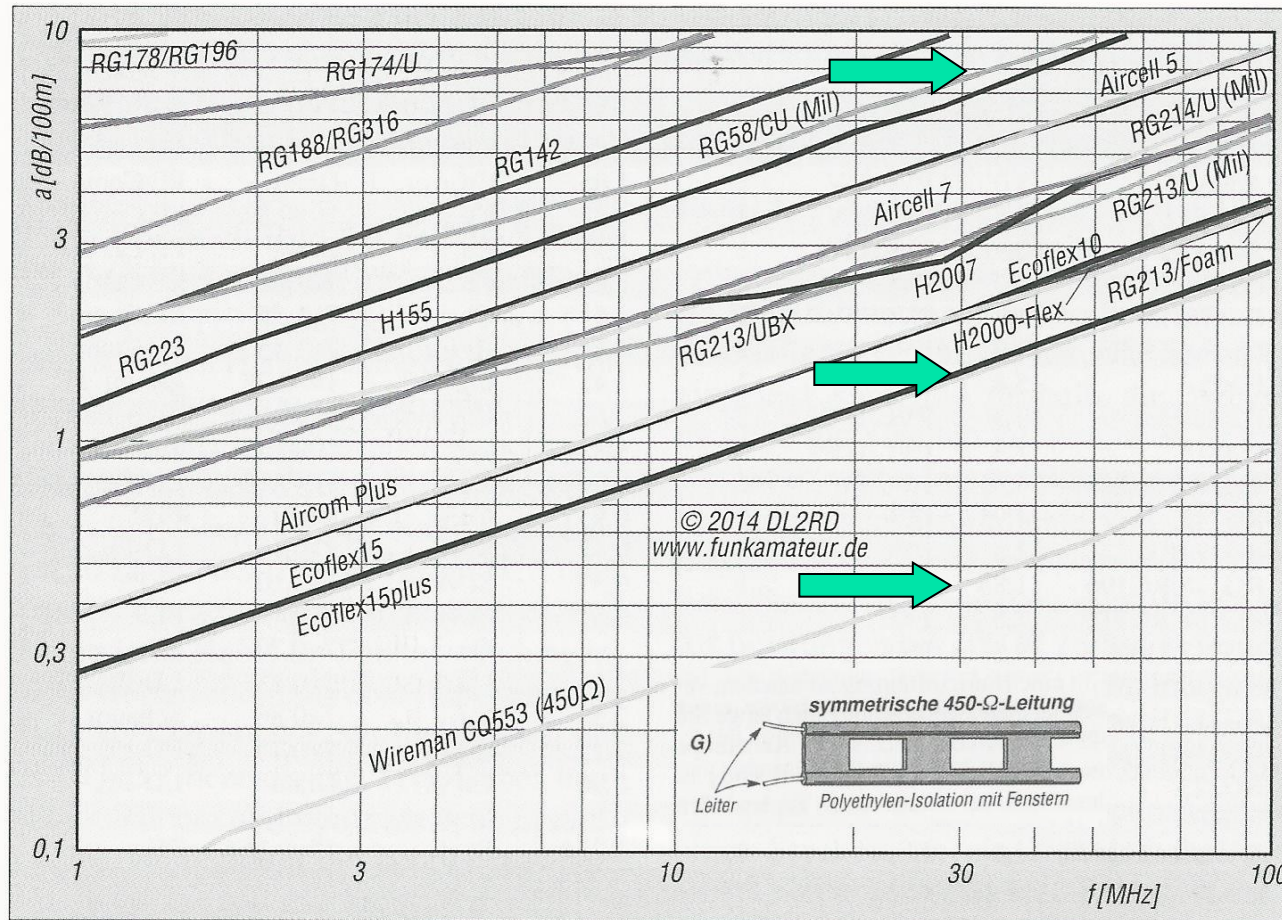 10
a [dB/100m]
RG178/RG196
RG174/U
RG188/RG316
RG142
RG58/CU (Mil)
Aircell 5
RG214/U (Mil)
Aircell 7
RG213/U (Mil)
3
H2007
Ecoflex10
RG213/Foam
H155
RG223
RG213/UBX
H2000-Flex
1
Aircom Plus
Ecoflex15
Ecoflex15plus
© 2014 DL2RD
www.funkamateur.de
0,3
Wireman CQ553 (450Ω)
symmetrische 450-Ω-Leitung
G)
Leiter
Polyethylen-Isolation mit Fenstern
0,1
1
3
10
30
100
f [MHz]